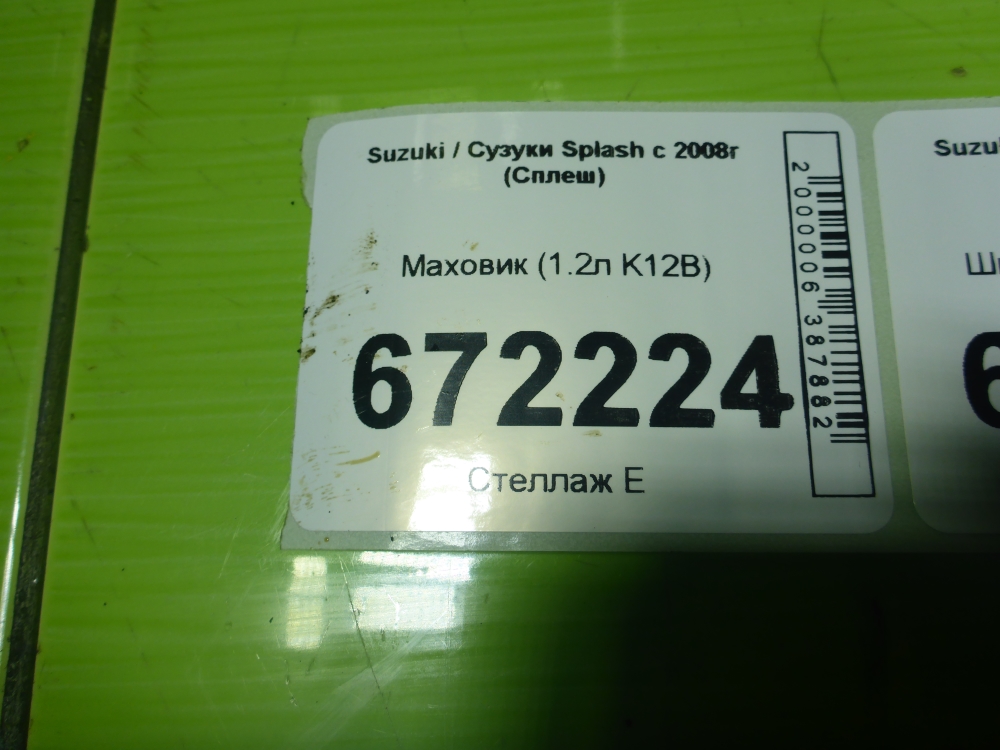 Suzuki / Сузуки Splash с 2008г
(Сплеш)
Маховик (1.2л K12B)
672224
Стеллаж Е
2000006387882